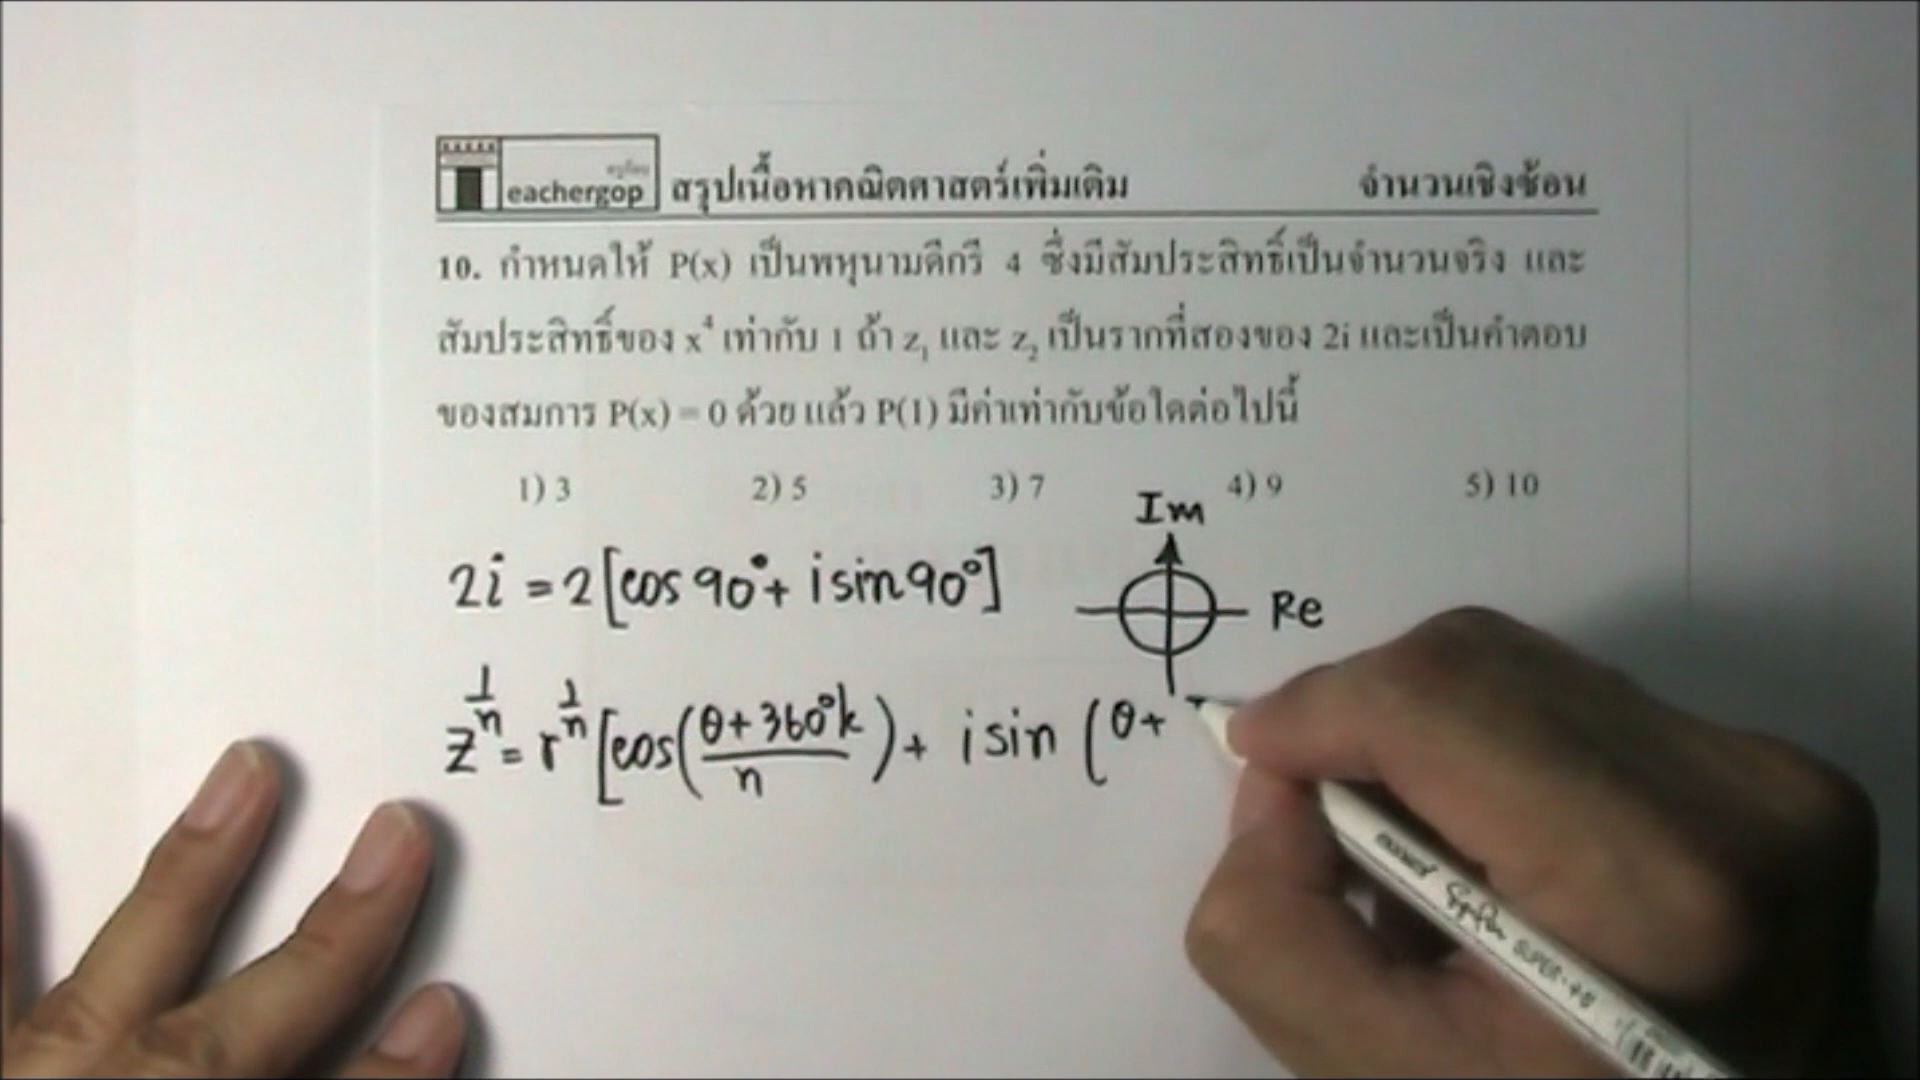 eachergop สรุปเนื้อหาคณิตศาสตร์เพิ่มเติม จำนวนเชิงซ้อน
10. กำหนดให้ P(x) เป็นพหุนามดีกรี 4 ซึ่งมีสัมประสิทธิ์เป็นจำนวนจริง และ
สัมประสิทธิ์ของ x⁴ เท่ากับ 1 ถ้า z₁ และ z₂ เป็นรากที่สองของ 2i และเป็นคำตอบ
ของสมการ P(x) = 0 ด้วย แล้ว P(1) มีค่าเท่ากับข้อใดต่อไปนี้
1) 3 2) 5 3) 7 4) 9 5) 10
Im
2i = 2[cos 90° + i sin 90°]
Re
z^(1/n) = r^(1/n) [cos((θ + 360°k)/n) + i sin (θ +
SUPER